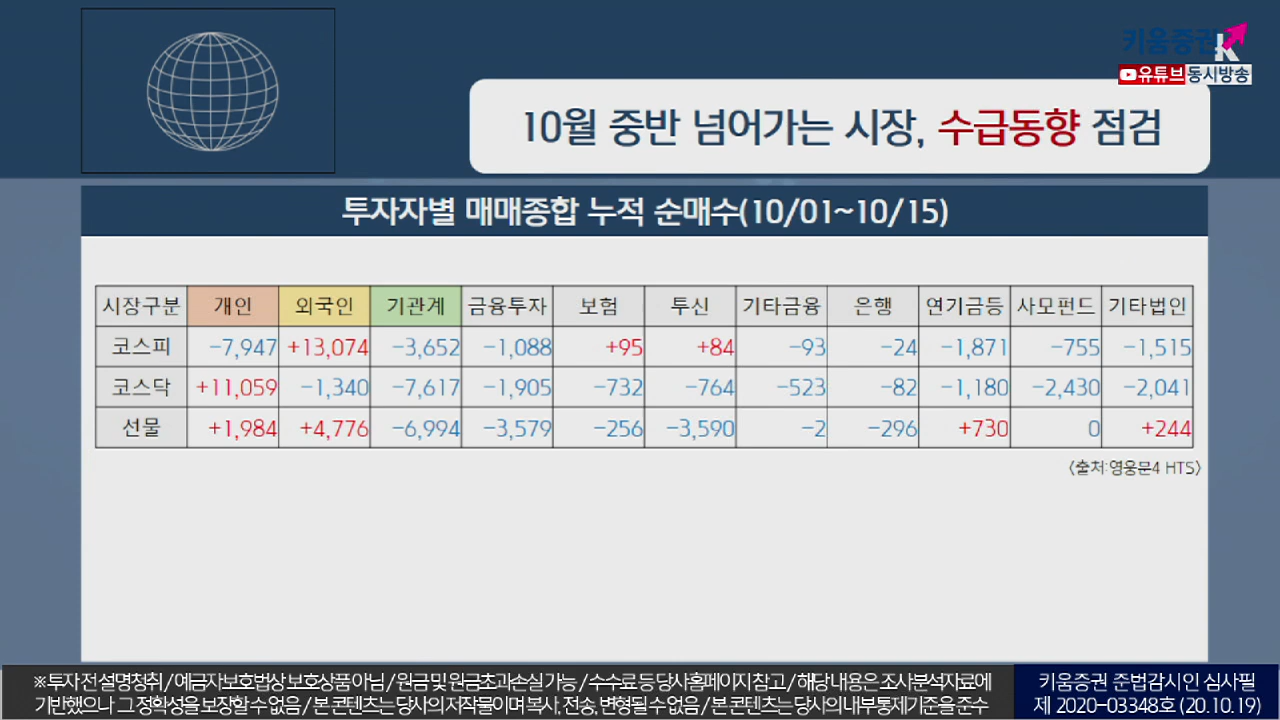 키움증권
유튜브동시방송
10월 중반 넘어가는 시장, 수급동향 점검
투자자별 매매종합 누적 순매수(10/01~10/15)
시장구분 개인 외국인 기관계 금융투자 보험 투신 기타금융 은행 연기금등 사모펀드 기타법인
코스피 -7,947 +13,074 -3,652 -1,088 +95 +84 -93 -24 -1,871 -755 -1,515
코스닥 +11,059 -1,340 -7,617 -1,905 -732 -764 -523 -82 -1,180 -2,430 -2,041
선물 +1,984 +4,776 -6,994 -3,579 -256 -3,590 -2 -296 +730 0 +244
<출처:영웅문4 HTS>
※투자 전 설명청취 / 예금자보호법상 보호상품 아님 / 원금 및 원금초과손실 가능 / 수수료 등 당사홈페이지 참고 / 해당 내용은 조사분석자료에
기반했으나 그 정확성을 보장할 수 없음 / 본 콘텐츠는 당사의 저작물이며 복사, 전송, 변형될 수 없음 / 본 콘텐츠는 당사의 내부통제기준을 준수
키움증권 준법감시인 심사필
제 2020-03348호 (20.10.19)